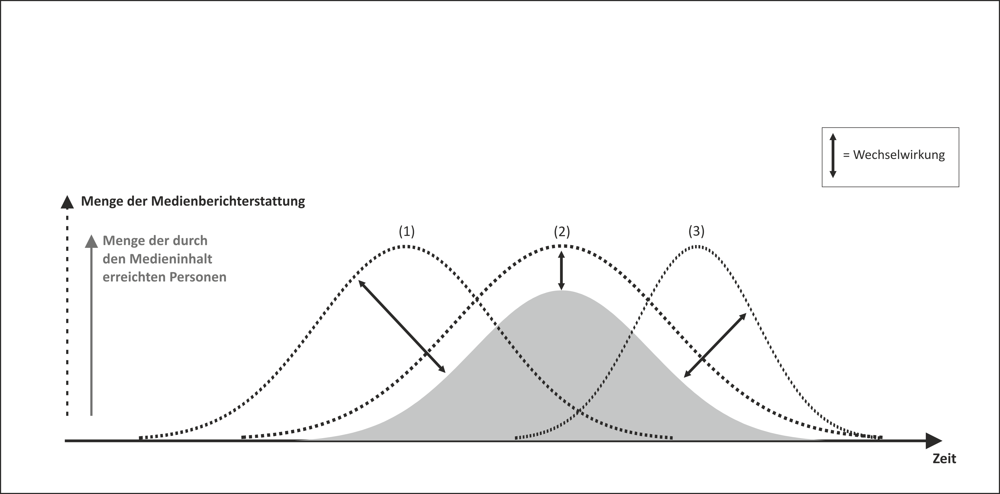 = Wechselwirkung
Menge der Medienberichterstattung
Menge der durch
den Medieninhalt
erreichten Personen
(1)
(2)
(3)
Zeit